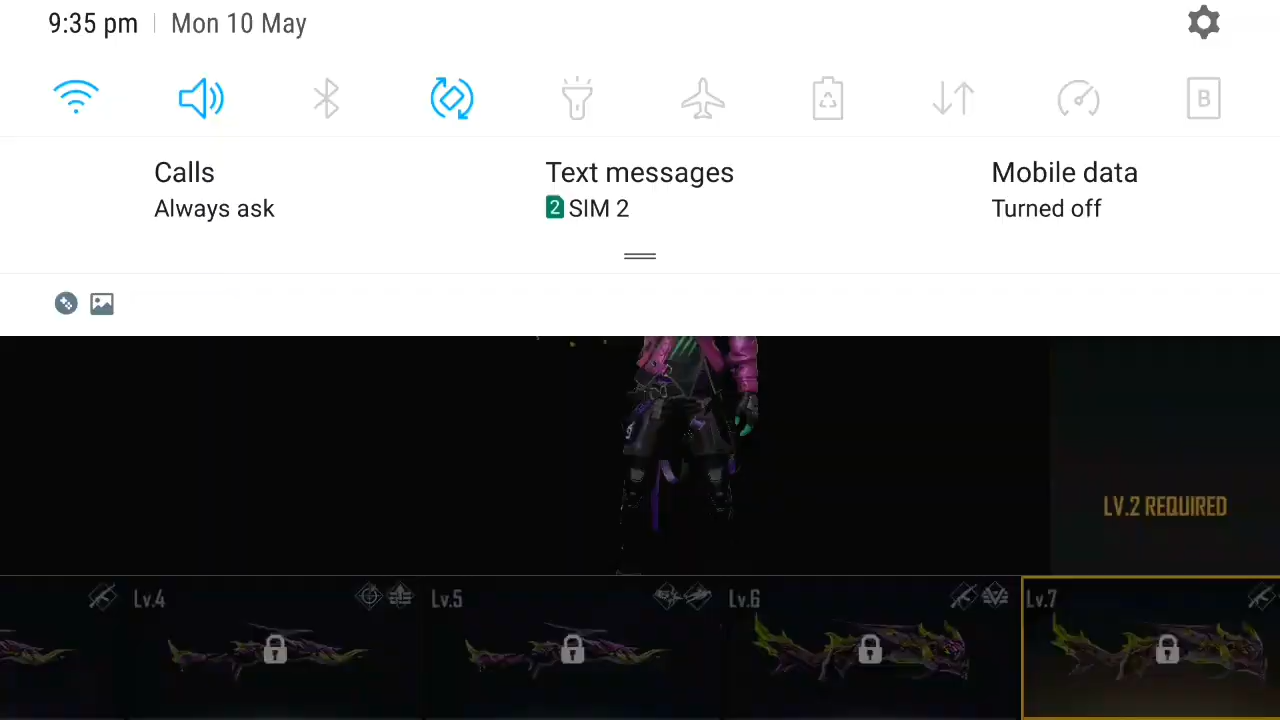 9:35 pm
Mon 10 May
B
Calls
Text messages
Mobile data
Always ask
2 SIM 2
Turned off
LV.2 REQUIRED
Lv.4
Lv.5
Lv.6
Lv.7